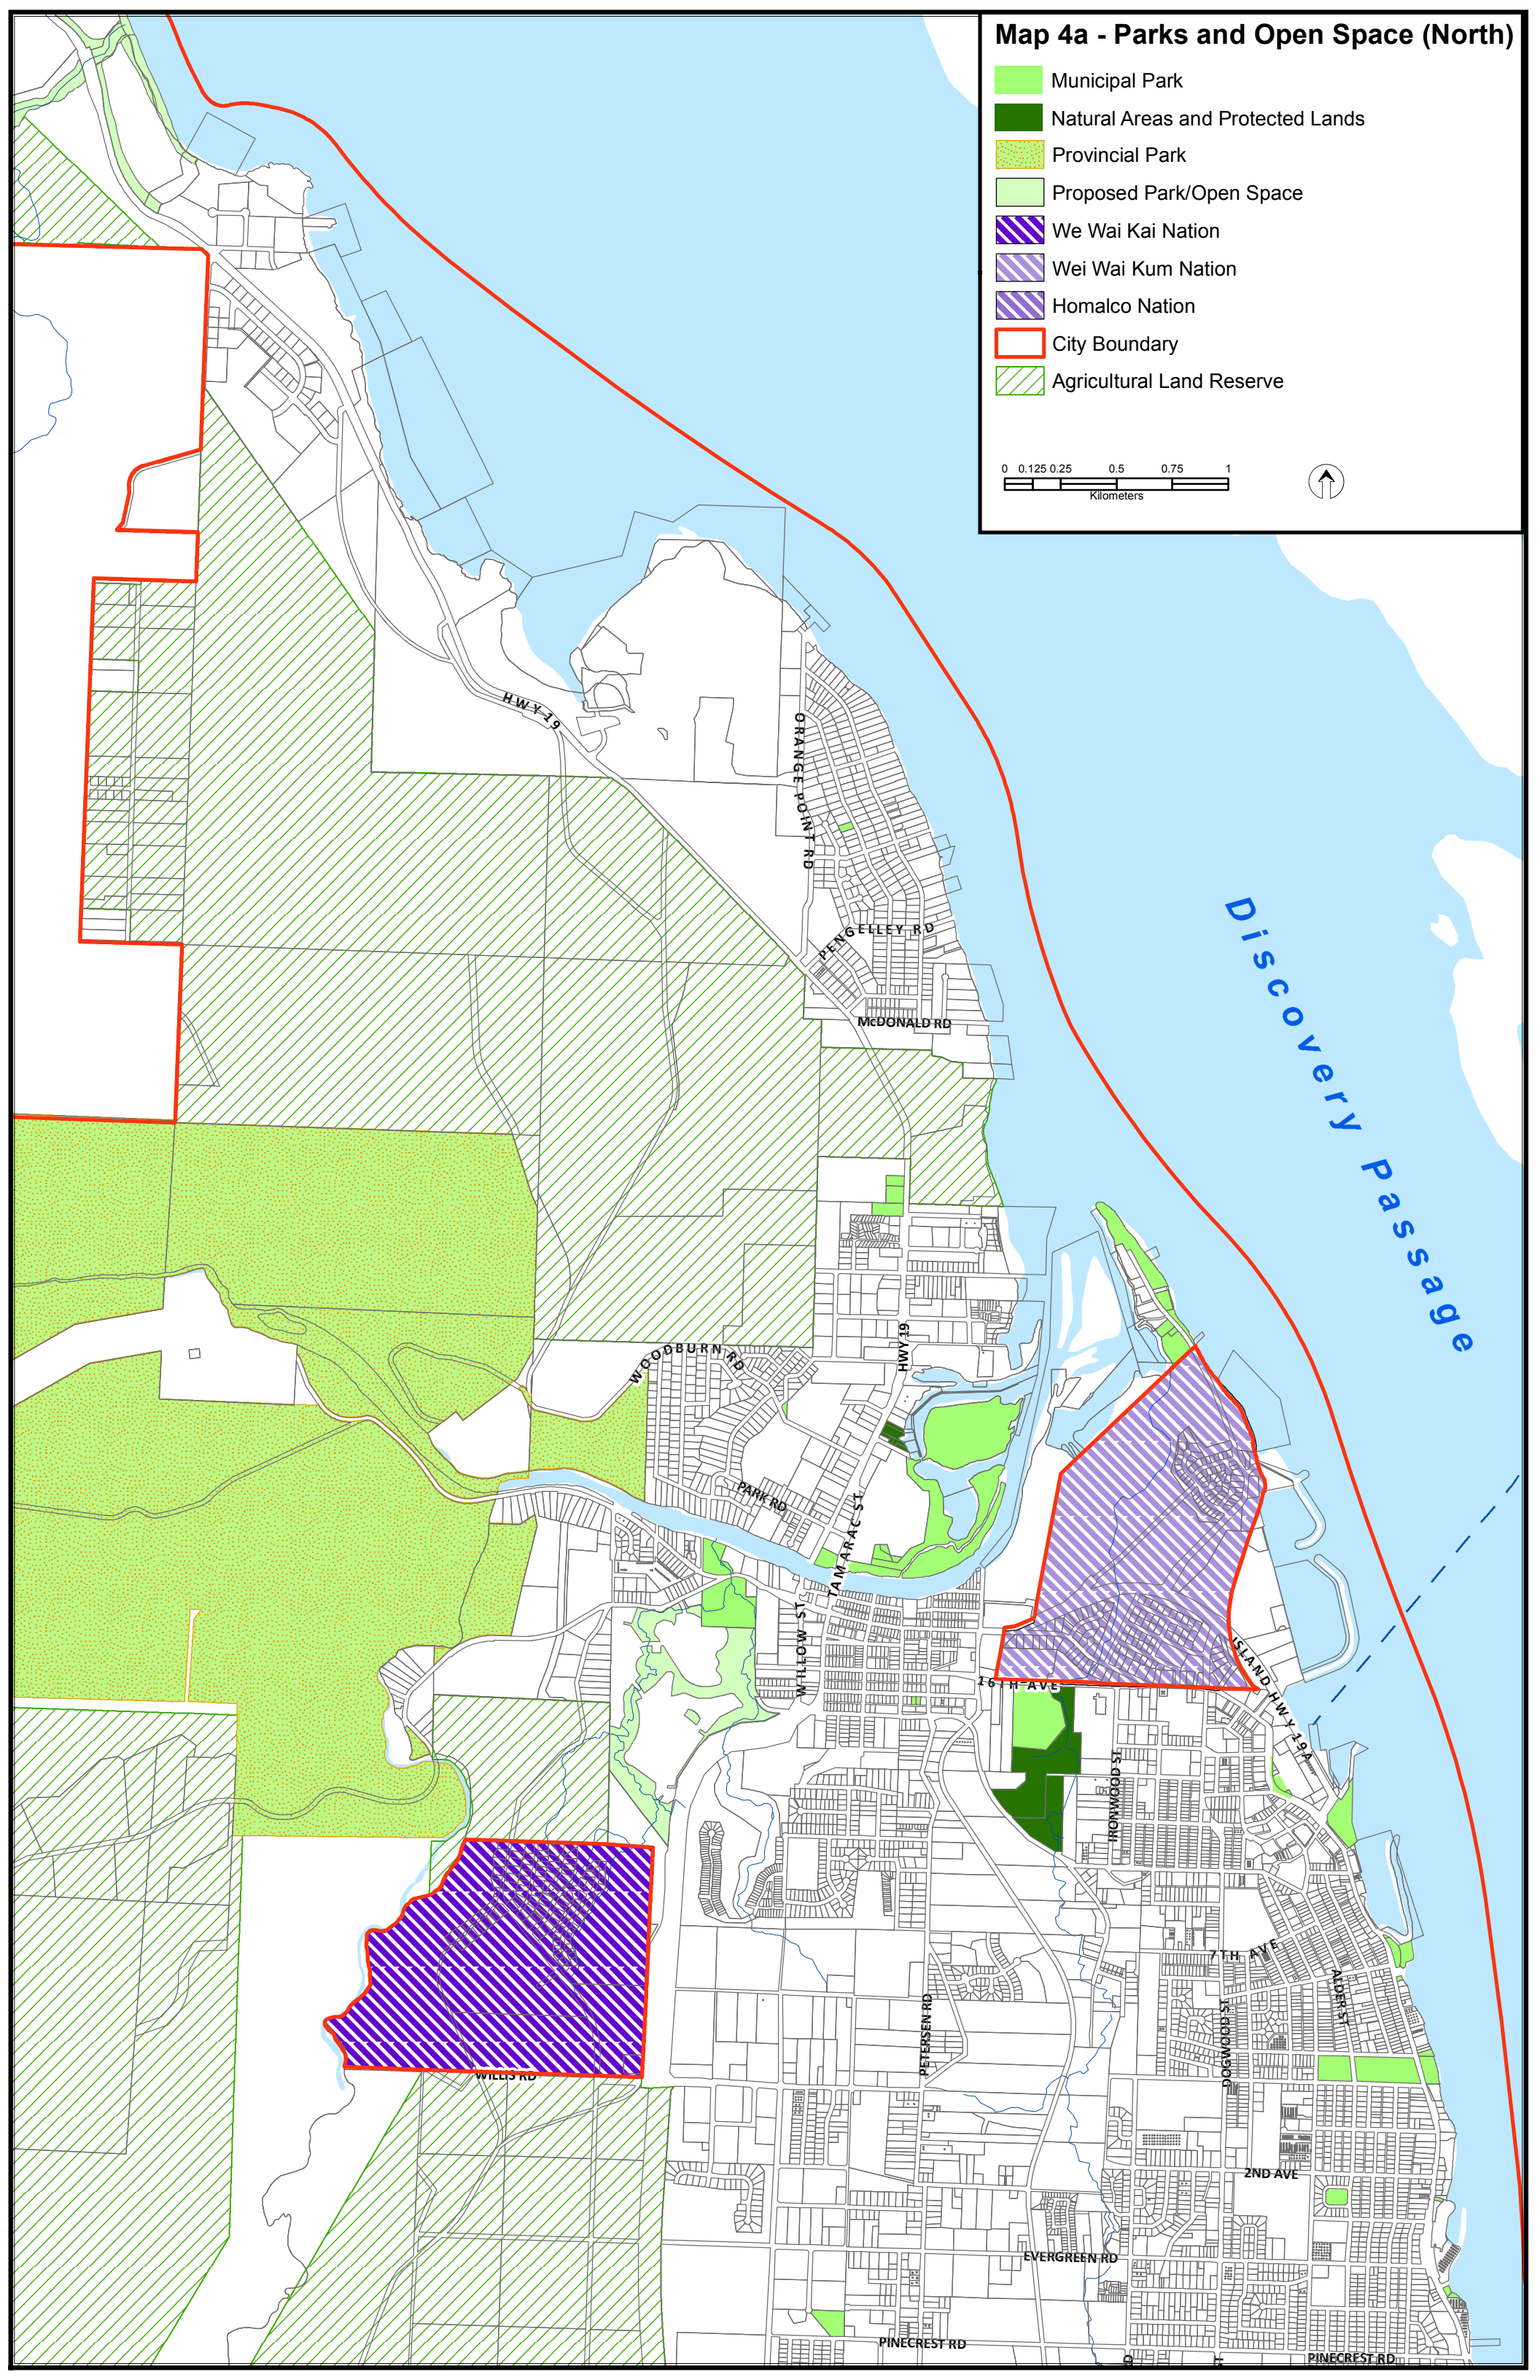 Map 4a - Parks and Open Space (North)
Municipal Park
Natural Areas and Protected Lands
Provincial Park
Proposed Park/Open Space
We Wai Kai Nation
Wei Wai Kum Nation
Homalco Nation
City Boundary
Agricultural Land Reserve
0 0.125 0.25 0.5 0.75 1
Kilometers
HWY 19
ORANGE POINT RD
Discovery Passage
PENGELLEY RD
McDONALD RD
HWY 19
WOODBURN RD
PARK RD
TAMARAC ST
WILLOW ST
ISLAND HWY 19A
16TH AVE
IRONWOOD ST
7TH AVE
ALDER ST
PETERSEN RD
DOGWOOD ST
WILLIS RD
2ND AVE
EVERGREEN RD
PINECREST RD
PINECREST RD